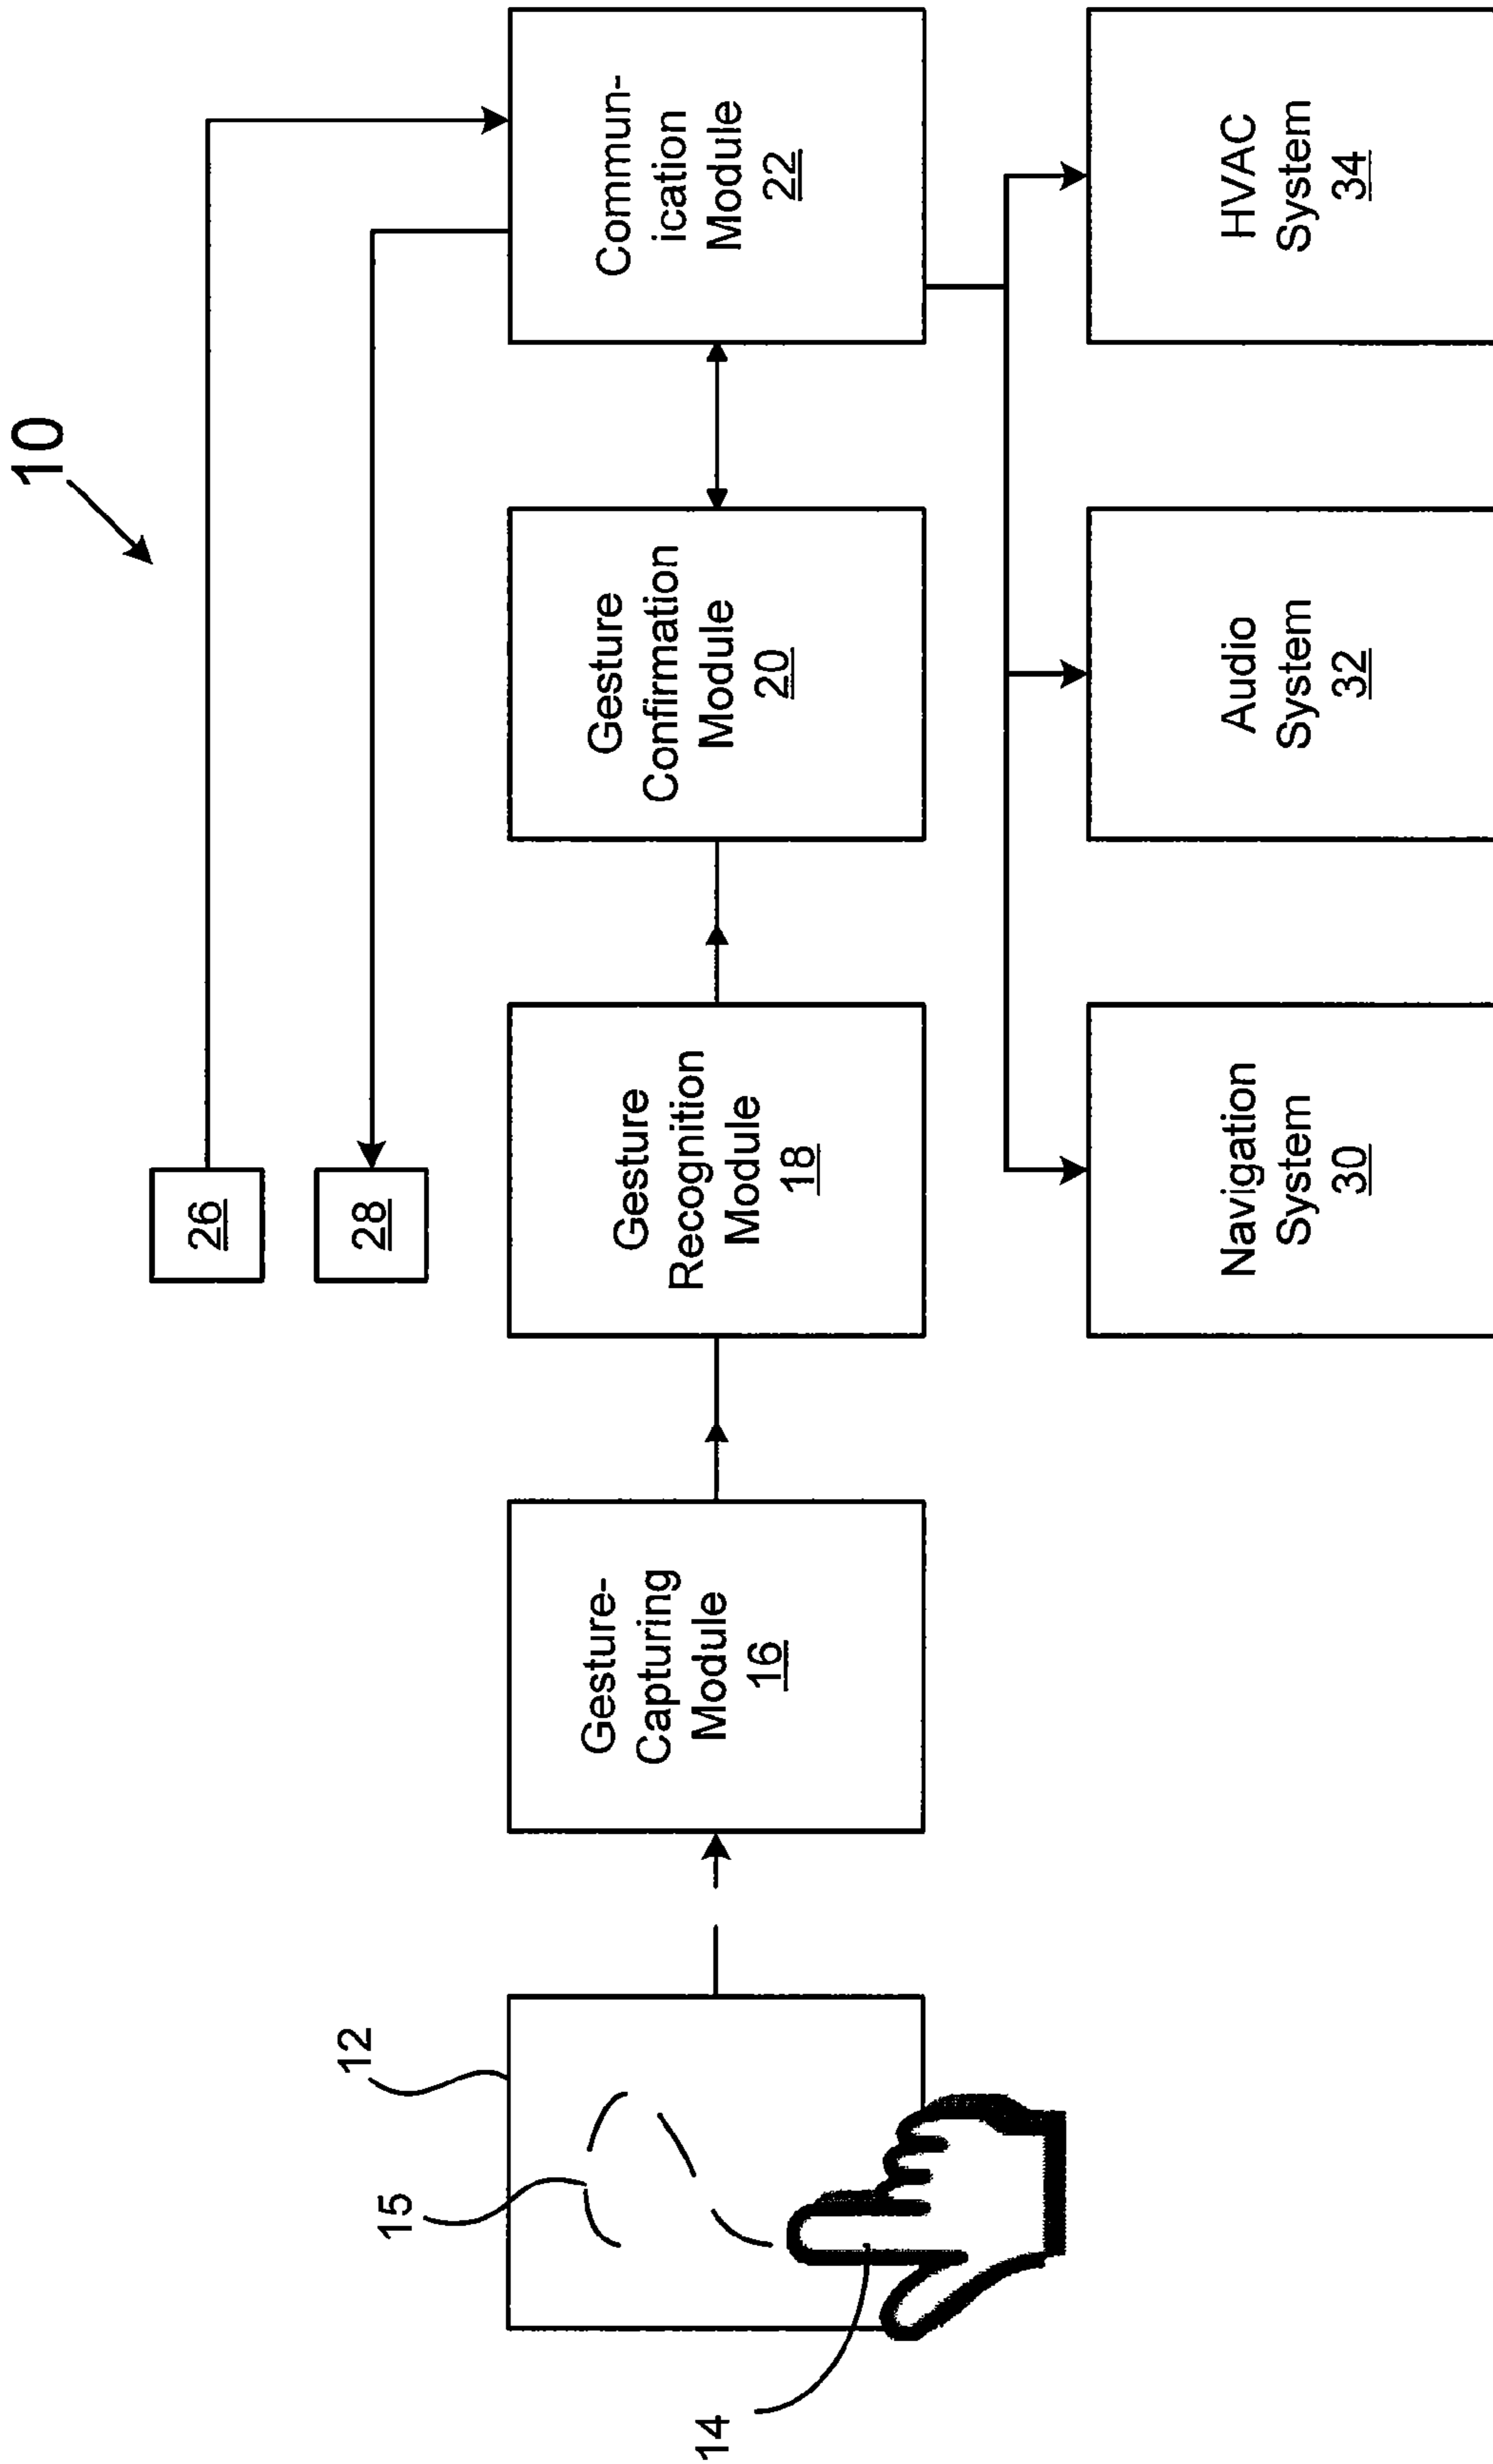 10
26
28
12
15
14
Gesture-
Capturing
Module
16
Gesture
Recognition
Module
18
Gesture
Confirmation
Module
20
Commun-
ication
Module
22
Navigation
System
30
Audio
System
32
HVAC
System
34